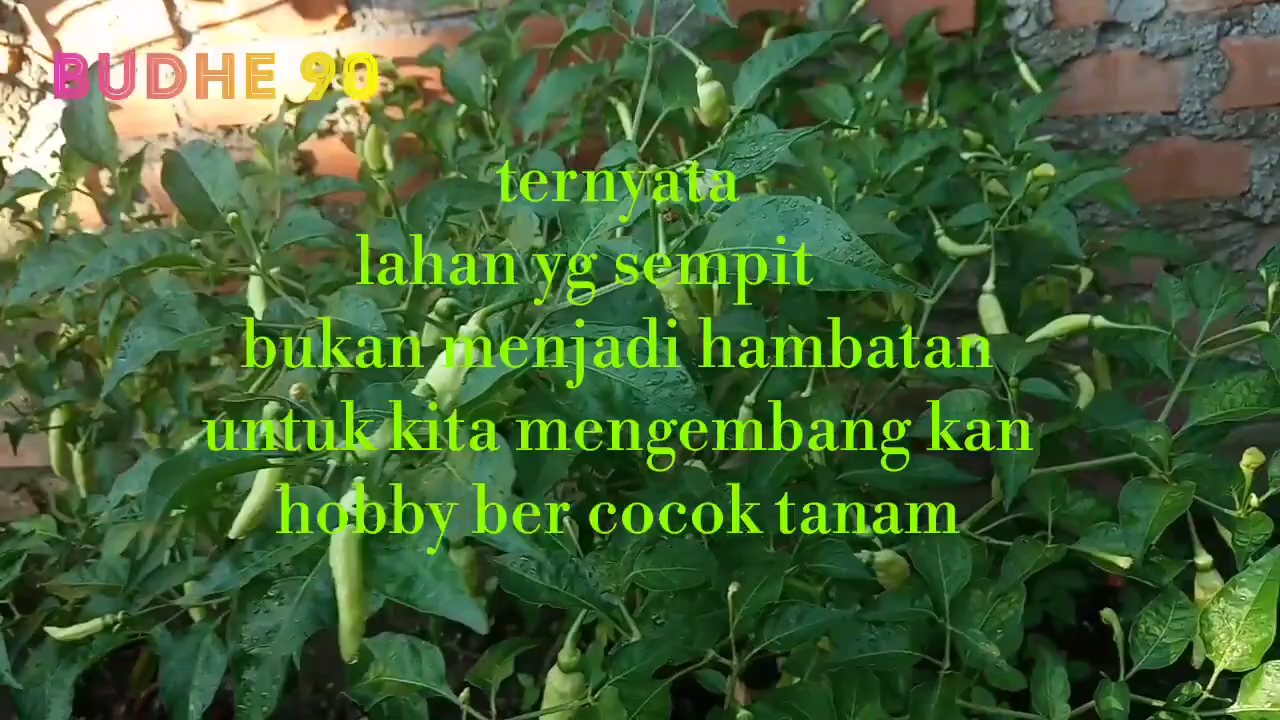 BUDHE 90
ternyata
lahan yg sempit
bukan menjadi hambatan
untuk kita mengembang kan
hobby ber cocok tanam